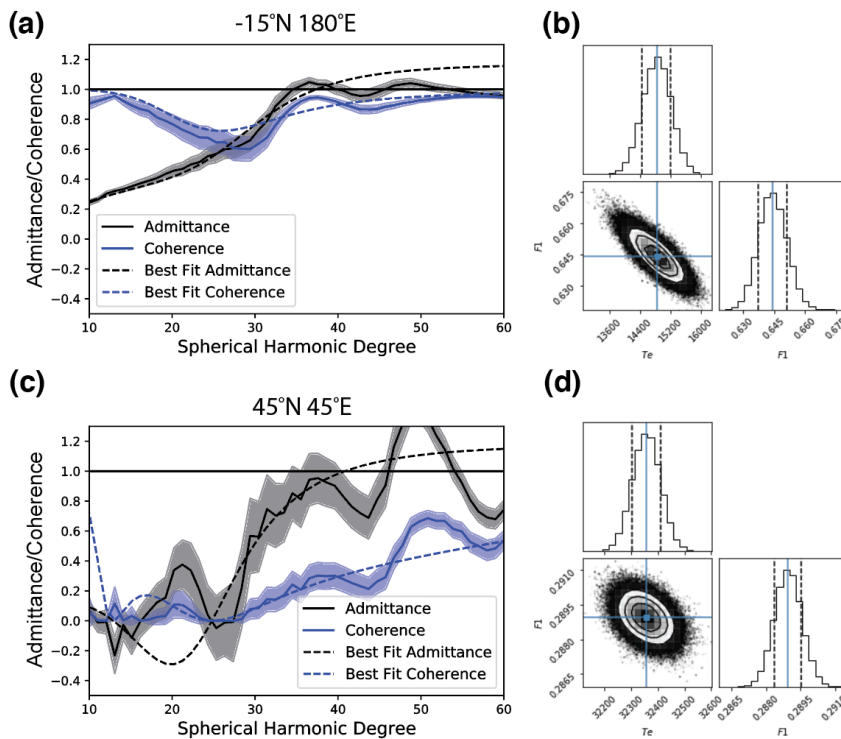 (a)
-15°N 180°E
Admittance/Coherence
1.2
1.0
0.8
0.6
0.4
0.2
0.0
−0.2
−0.4
Admittance
Coherence
Best Fit Admittance
Best Fit Coherence
10 20 30 40 50 60
Spherical Harmonic Degree
(b)
F1
0.675
0.660
0.645
0.630
13600 14400 15200 16000
Te
0.630 0.645 0.660 0.675
F1
(c)
45°N 45°E
Admittance/Coherence
1.2
1.0
0.8
0.6
0.4
0.2
0.0
−0.2
−0.4
Admittance
Coherence
Best Fit Admittance
Best Fit Coherence
10 20 30 40 50 60
Spherical Harmonic Degree
(d)
F1
0.2910
0.2895
0.2880
0.2865
32200 32300 32400 32500 32600
Te
0.2865 0.2880 0.2895 0.2910
F1